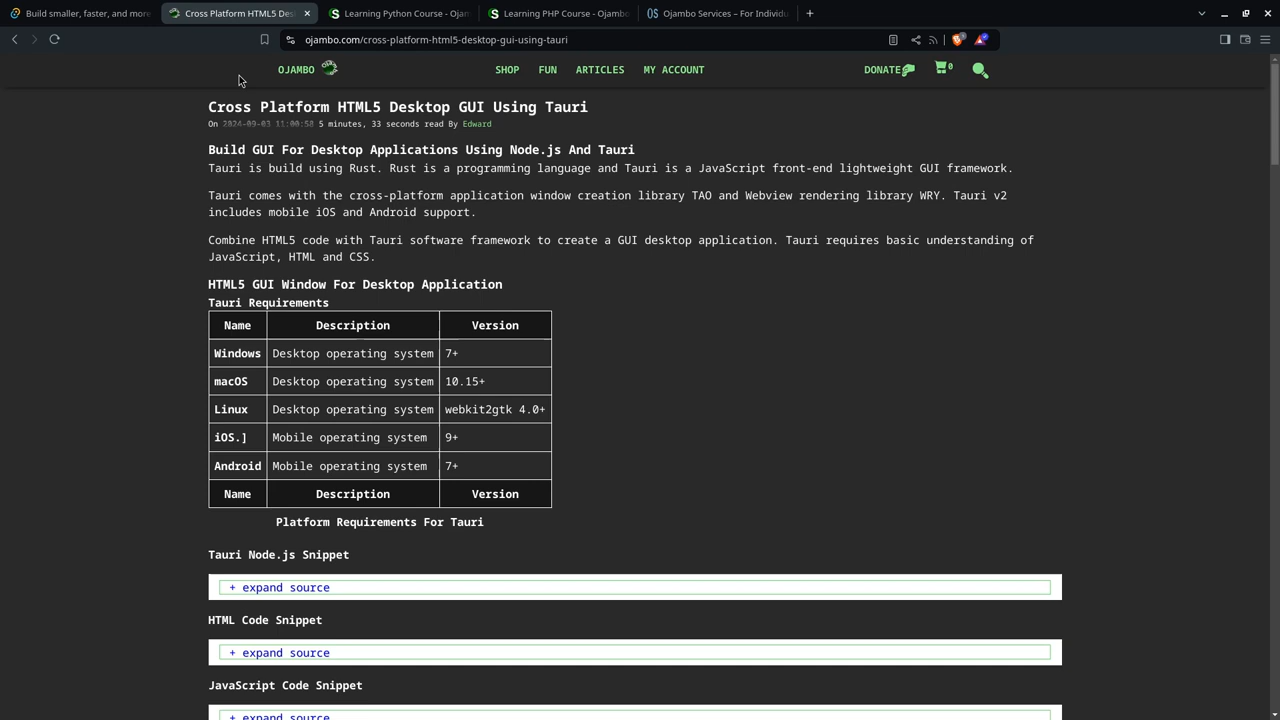 Build smaller, faster, and more
Cross Platform HTML5 Des
Learning Python Course - Ojam
Learning PHP Course - Ojambo
Ojambo Services – For Individu
ojambo.com/cross-platform-html5-desktop-gui-using-tauri
OJAMBO
SHOP
FUN
ARTICLES
MY ACCOUNT
DONATE
0
Cross Platform HTML5 Desktop GUI Using Tauri
On 2024-09-03 11:00:58 5 minutes, 33 seconds read By Edward
Build GUI For Desktop Applications Using Node.js And Tauri
Tauri is build using Rust. Rust is a programming language and Tauri is a JavaScript front-end lightweight GUI framework.
Tauri comes with the cross-platform application window creation library TAO and Webview rendering library WRY. Tauri v2
includes mobile iOS and Android support.
Combine HTML5 code with Tauri software framework to create a GUI desktop application. Tauri requires basic understanding of
JavaScript, HTML and CSS.
HTML5 GUI Window For Desktop Application
Tauri Requirements
Name Description Version
Windows Desktop operating system 7+
macOS Desktop operating system 10.15+
Linux Desktop operating system webkit2gtk 4.0+
iOS.] Mobile operating system 9+
Android Mobile operating system 7+
Name Description Version
Platform Requirements For Tauri
Tauri Node.js Snippet
+ expand source
HTML Code Snippet
+ expand source
JavaScript Code Snippet
+ expand source